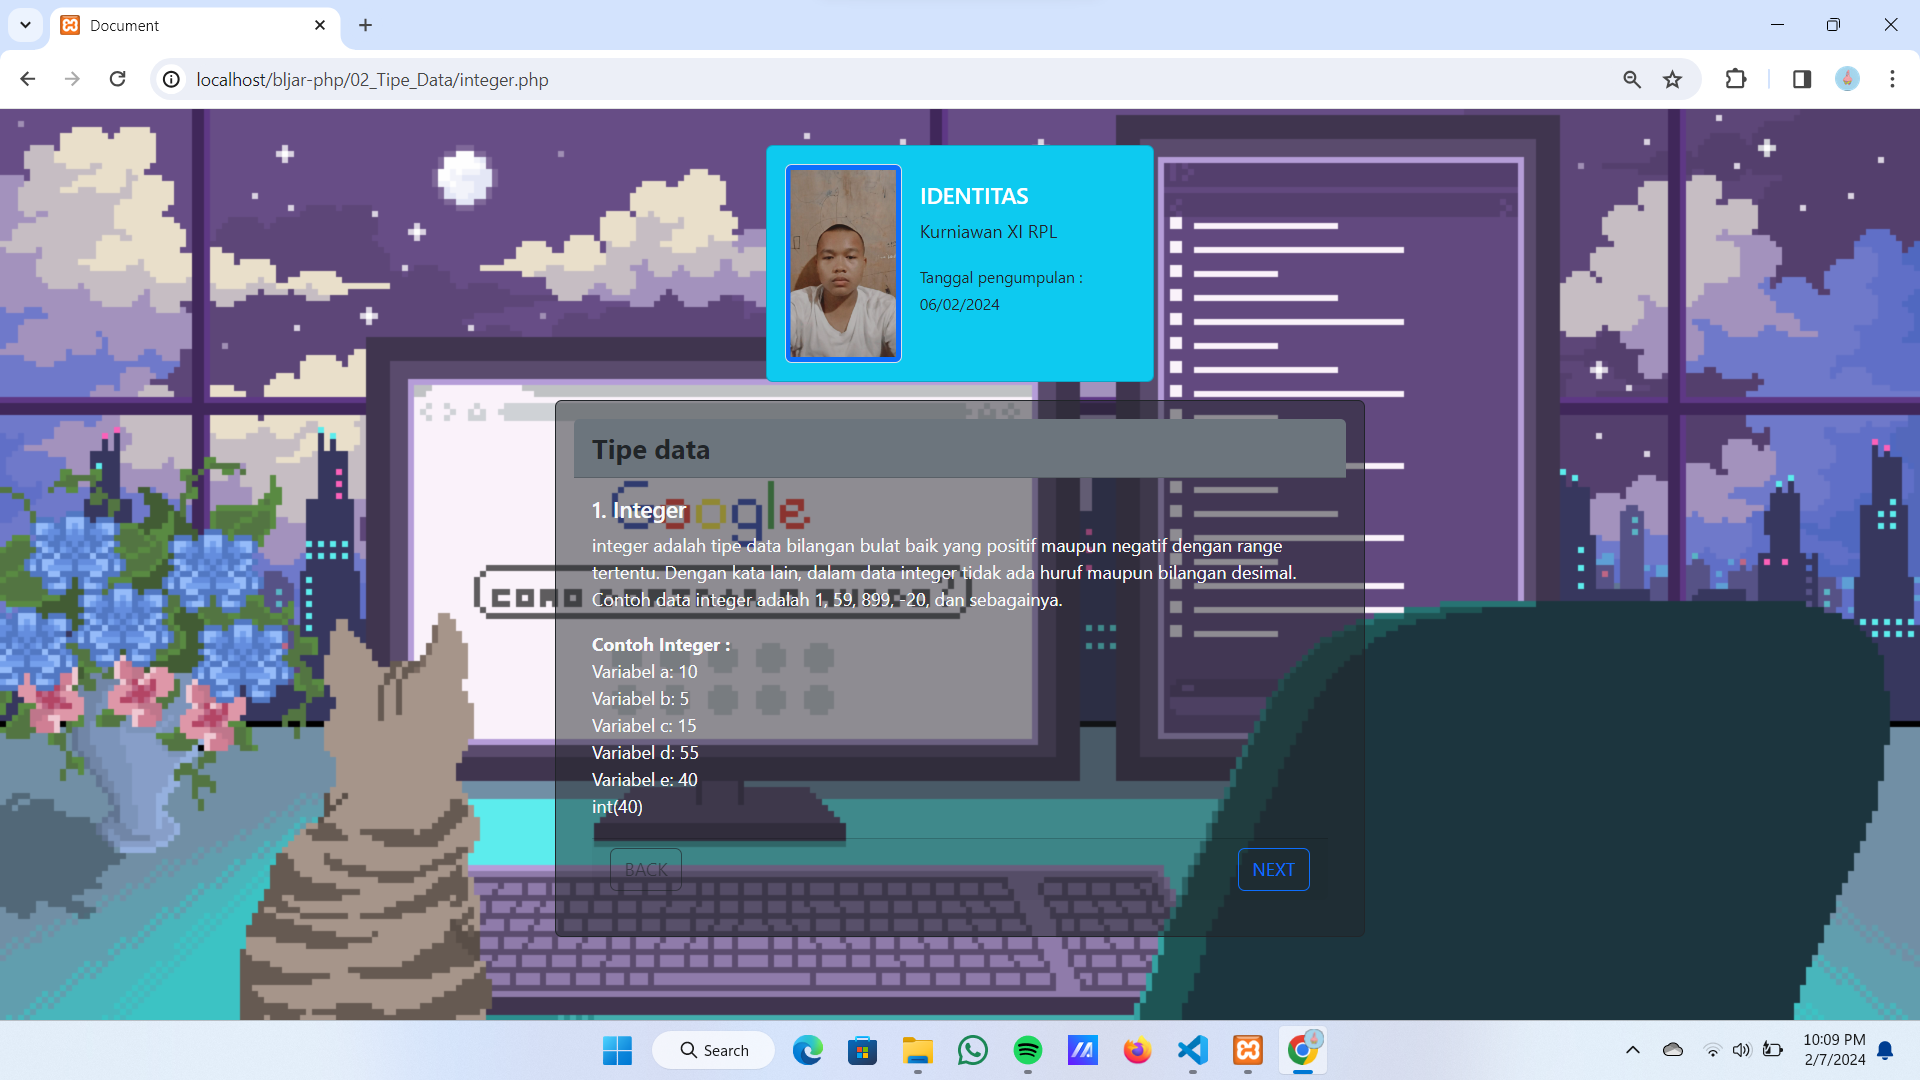 Document
localhost/bljar-php/02_Tipe_Data/integer.php
IDENTITAS
Kurniawan XI RPL
Tanggal pengumpulan :
06/02/2024
Tipe data
Google
1. Integer
integer adalah tipe data bilangan bulat baik yang positif maupun negatif dengan range
tertentu. Dengan kata lain, dalam data integer tidak ada huruf maupun bilangan desimal.
Contoh data integer adalah 1, 59, 899, -20, dan sebagainya.
Contoh Integer :
Variabel a: 10
Variabel b: 5
Variabel c: 15
Variabel d: 55
Variabel e: 40
int(40)
BACK
NEXT
Search
10:09 PM
2/7/2024